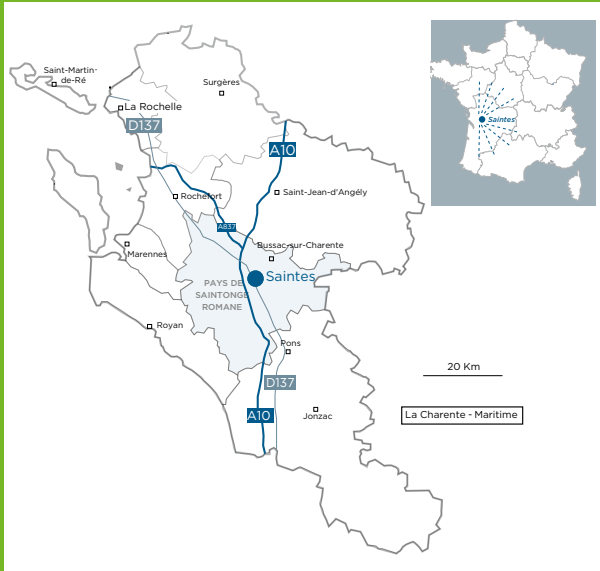 Saint-Martin-
de-Ré
Surgères
La Rochelle
D137
Saintes
A10
Rochefort
Saint-Jean-d'Angély
A837
Bussac-sur-Charente
Marennes
Saintes
PAYS DE
SAINTONGE
ROMANE
Royan
Pons
20 Km
D137
A10
Jonzac
La Charente - Maritime